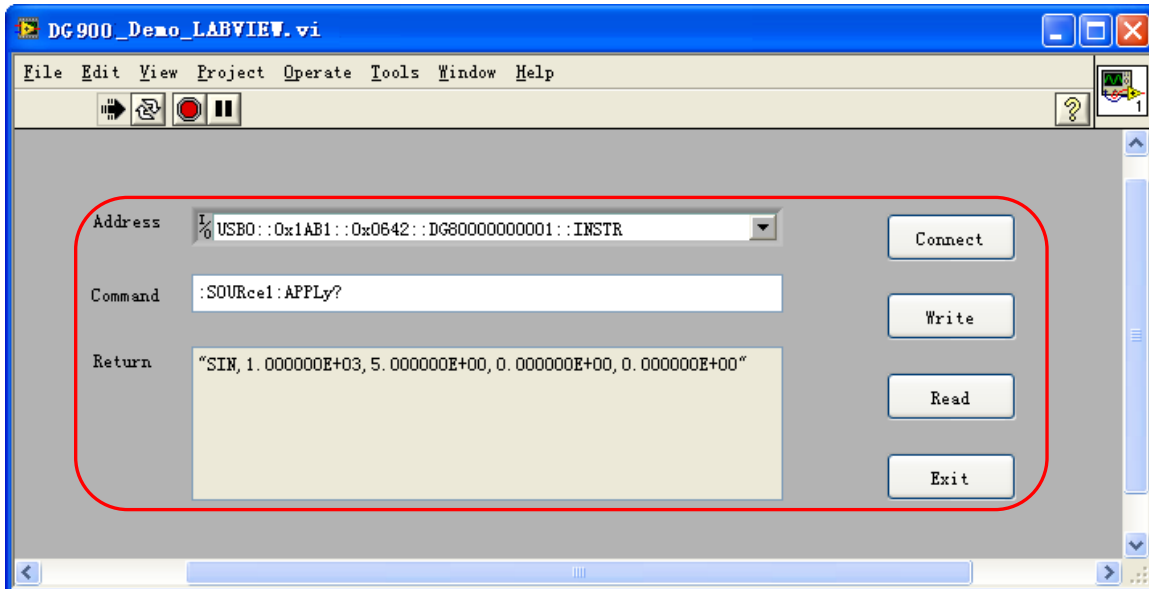 DG900_Demo_LABVIEW.vi
File Edit View Project Operate Tools Window Help
1
Address
I/O USB0::0x1AB1::0x0642::DG80000000001::INSTR
Connect
Command
:SOURce1:APPLy?
Write
Return
“SIN,1.000000E+03,5.000000E+00,0.000000E+00,0.000000E+00“
Read
Exit